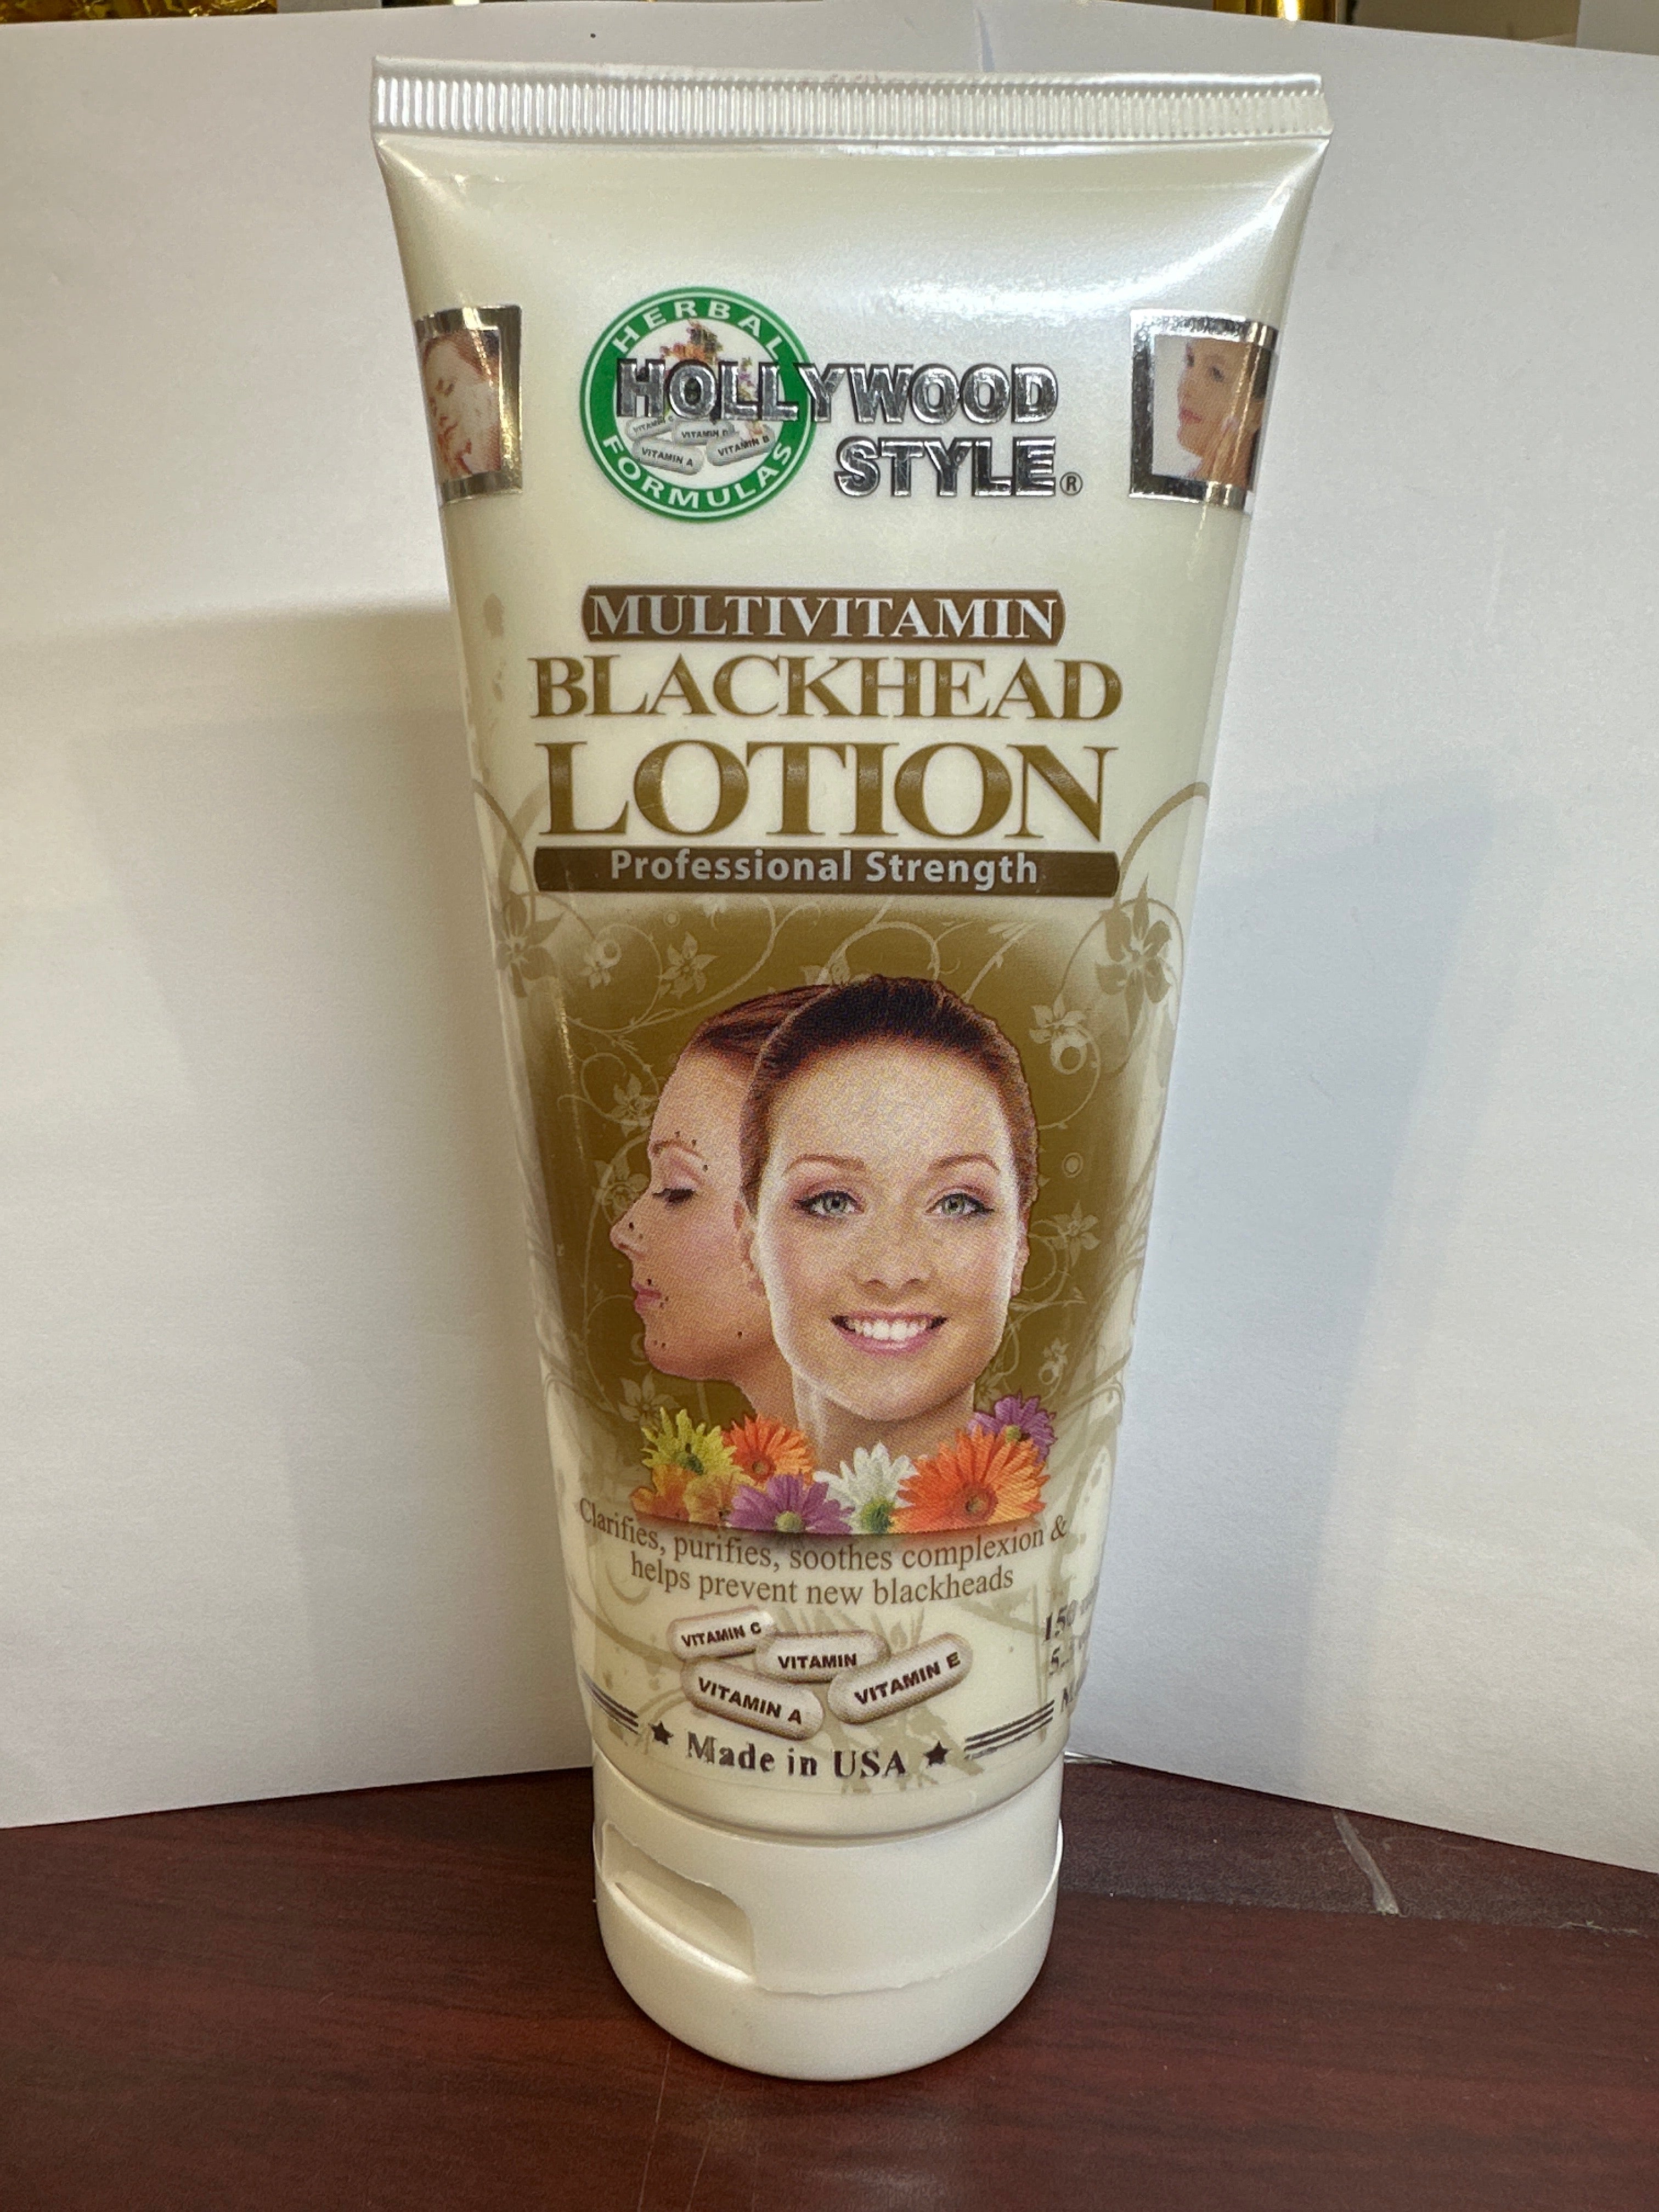 HERBAL
HOLLYWOOD
STYLE®
VITAMIN A
VITAMIN B
FORMULAS
MULTIVITAMIN
BLACKHEAD
LOTION
Professional Strength
Clarifies, purifies, soothes complexion &
helps prevent new blackheads
VITAMIN C
VITAMIN
VITAMIN A
VITAMIN E
Made in USA
150